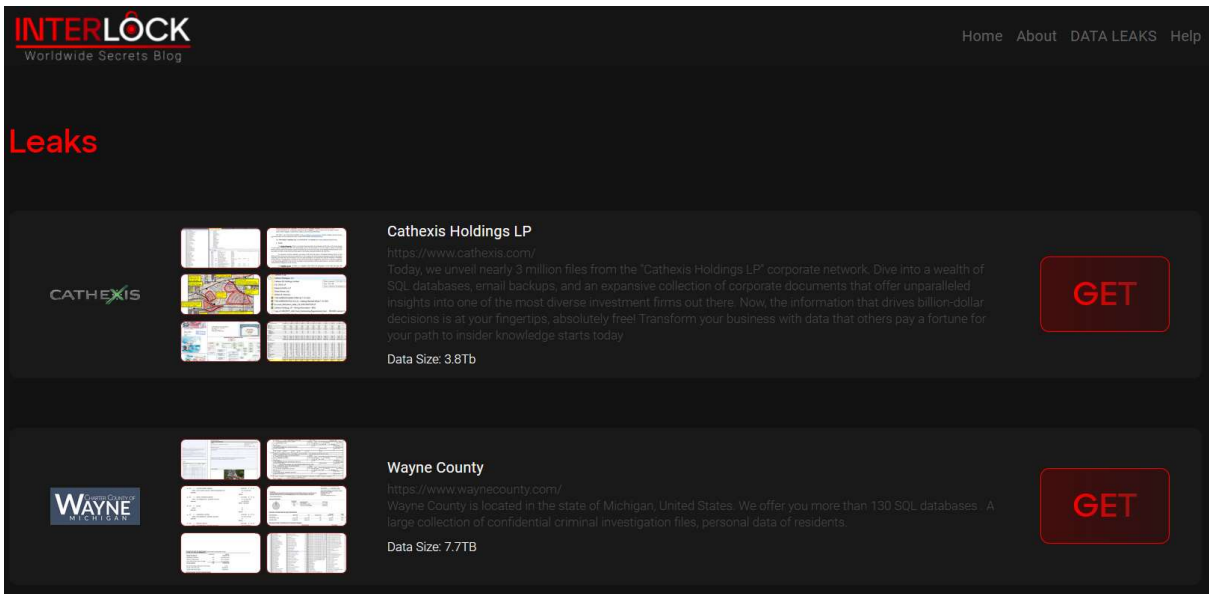 INTERLOCK
Worldwide Secrets Blog
Home About DATA LEAKS Help
Leaks
CATHEXIS
Cathexis Holdings LP
https://www.cathexis.com/
Today, we unveil nearly 3 million files from the "Cathexis Holdings LP" corporate network. Dive into a wealth of
SQL databases, email backups, and an expansive collection of corporate documents that offer unparalleled
insights into one of the most diverse investment firms out there. Now, the information that drives billion-dollar
decisions is at your fingertips, absolutely free! Transform your business with data that others pay a fortune for
your path to insider knowledge starts today
Data Size: 3.8Tb
GET
CHARTER COUNTY OF
WAYNE
MICHIGAN
Wayne County
https://www.waynecounty.com/
Wayne County is located in the state of Michigan, United States. We offer you more than 130 SQL databases . A
large collection of confidential criminal investigation files, personal data of residents.
Data Size: 7.7TB
GET